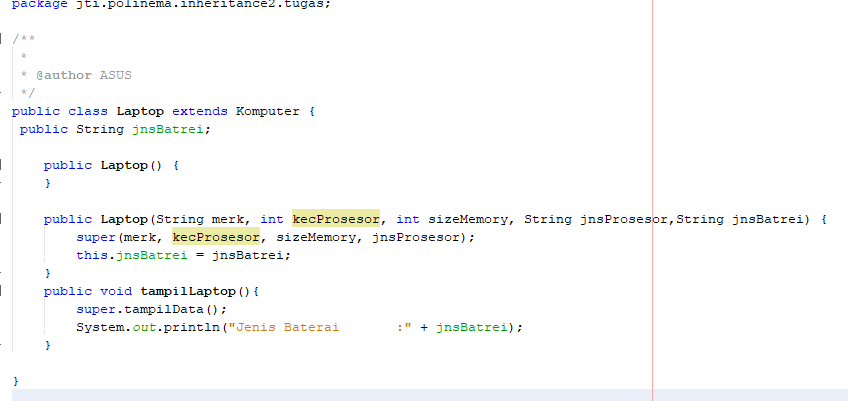 package jti.polinema.inheritance2.tugas;
/**
 *
 * @author ASUS
 */
public class Laptop extends Komputer {
 public String jnsBatrei;
    public Laptop() {
    }
    public Laptop(String merk, int kecProsesor, int sizeMemory, String jnsProsesor,String jnsBatrei) {
        super(merk, kecProsesor, sizeMemory, jnsProsesor);
        this.jnsBatrei = jnsBatrei;
    }
    public void tampilLaptop(){
        super.tampilData();
        System.out.println("Jenis Baterai       :" + jnsBatrei);
    }
}